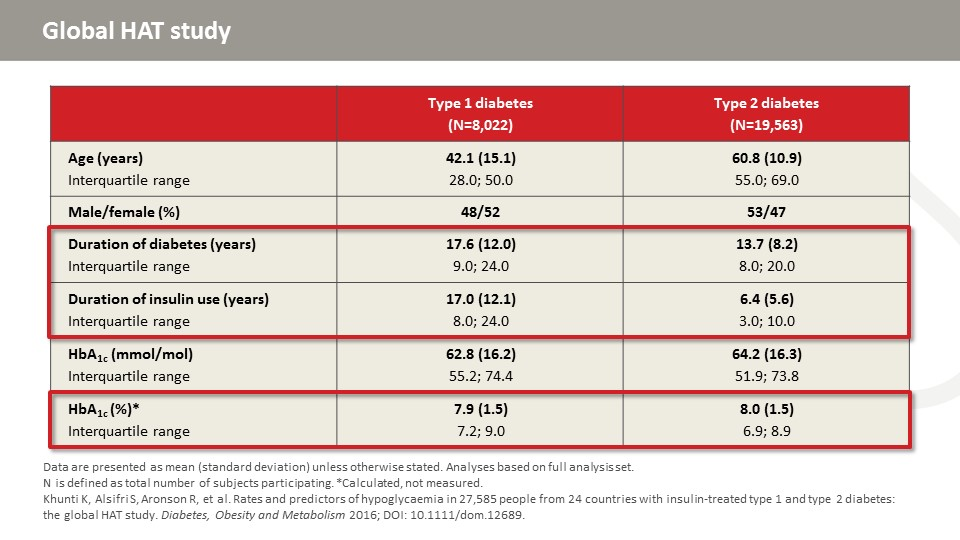 Global HAT study
Type 1 diabetes Type 2 diabetes
(N=8,022) (N=19,563)
Age (years) 42.1 (15.1) 60.8 (10.9)
Interquartile range 28.0; 50.0 55.0; 69.0
Male/female (%) 48/52 53/47
Duration of diabetes (years) 17.6 (12.0) 13.7 (8.2)
Interquartile range 9.0; 24.0 8.0; 20.0
Duration of insulin use (years) 17.0 (12.1) 6.4 (5.6)
Interquartile range 8.0; 24.0 3.0; 10.0
HbA1c (mmol/mol) 62.8 (16.2) 64.2 (16.3)
Interquartile range 55.2; 74.4 51.9; 73.8
HbA1c (%)* 7.9 (1.5) 8.0 (1.5)
Interquartile range 7.2; 9.0 6.9; 8.9
Data are presented as mean (standard deviation) unless otherwise stated. Analyses based on full analysis set.
N is defined as total number of subjects participating. *Calculated, not measured.
Khunti K, Alsifri S, Aronson R, et al. Rates and predictors of hypoglycaemia in 27,585 people from 24 countries with insulin-treated type 1 and type 2 diabetes:
the global HAT study. Diabetes, Obesity and Metabolism 2016; DOI: 10.1111/dom.12689.